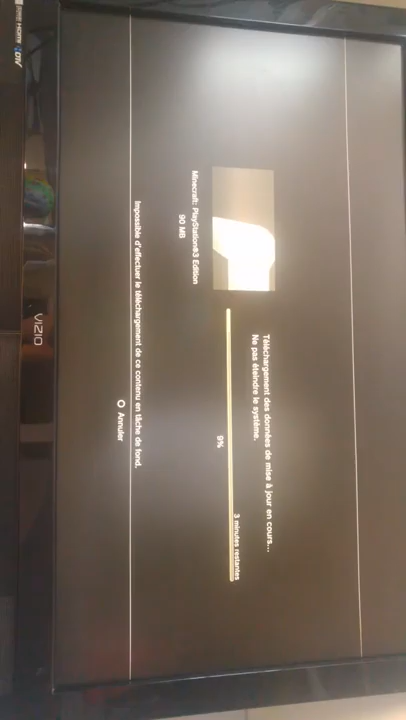 Téléchargement des données de mise à jour en cours...
Ne pas éteindre le système.
3 minutes restantes
9%
Minecraft: PlayStation®3 Edition
90 MB
Impossible d'effectuer le téléchargement de ce contenu en tâche de fond.
Annuler
VIZIO
HDMI